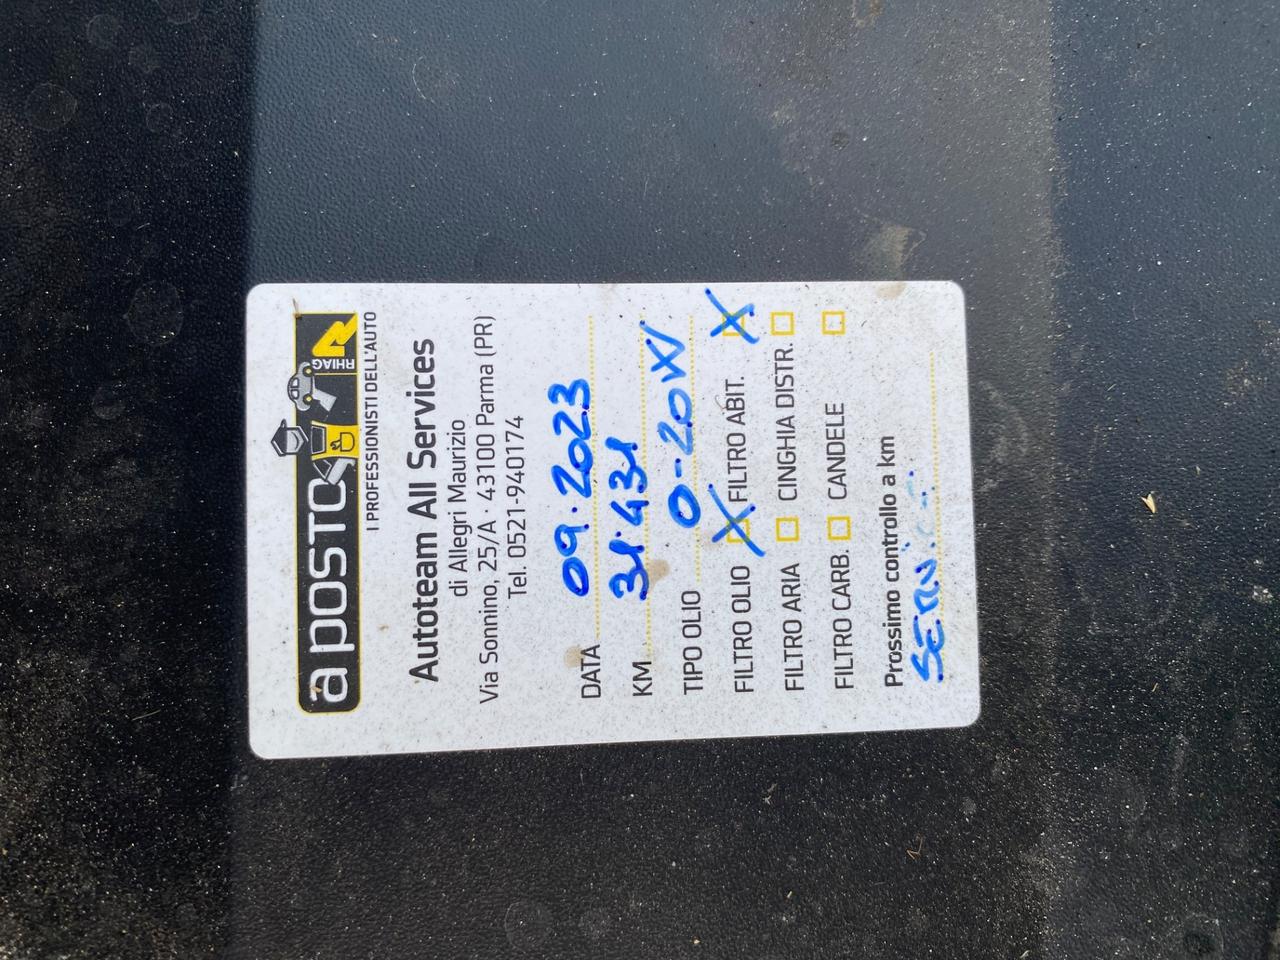 a posto
RHIAG
I PROFESSIONISTI DELL'AUTO
Autoteam All Services
di Allegri Maurizio
Via Sonnino, 25/A · 43100 Parma (PR)
Tel. 0521-940174
DATA 09.2023
KM 31.431
TIPO OLIO 0-20W
FILTRO OLIO X FILTRO ABIT. X
FILTRO ARIA CINGHIA DISTR.
FILTRO CARB. CANDELE
Prossimo controllo a km